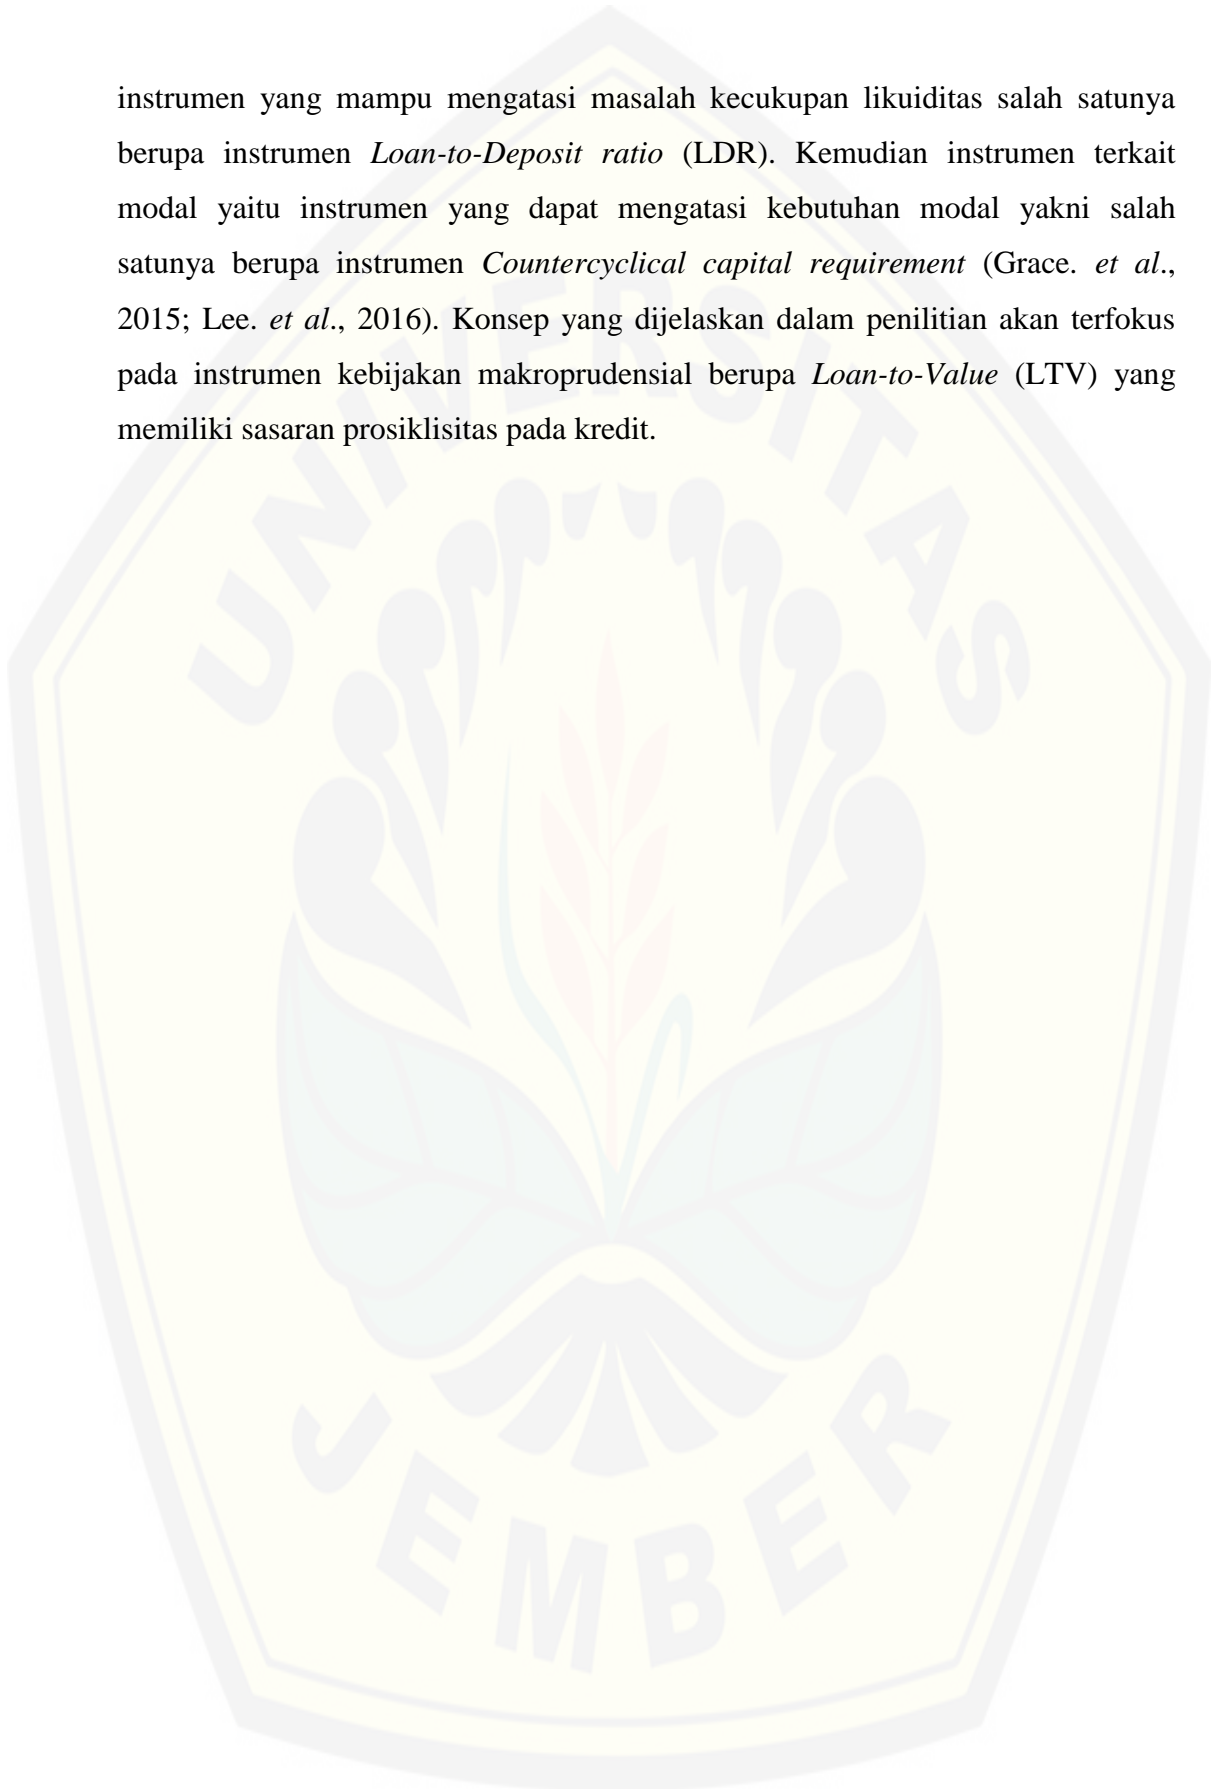 instrumen yang mampu mengatasi masalah kecukupan likuiditas salah satunya
berupa instrumen Loan-to-Deposit ratio (LDR). Kemudian instrumen terkait
modal yaitu instrumen yang dapat mengatasi kebutuhan modal yakni salah
satunya berupa instrumen Countercyclical capital requirement (Grace. et al.,
2015; Lee. et al., 2016). Konsep yang dijelaskan dalam penilitian akan terfokus
pada instrumen kebijakan makroprudensial berupa Loan-to-Value (LTV) yang
memiliki sasaran prosiklisitas pada kredit.
UNIVERSITAS
JEMBER